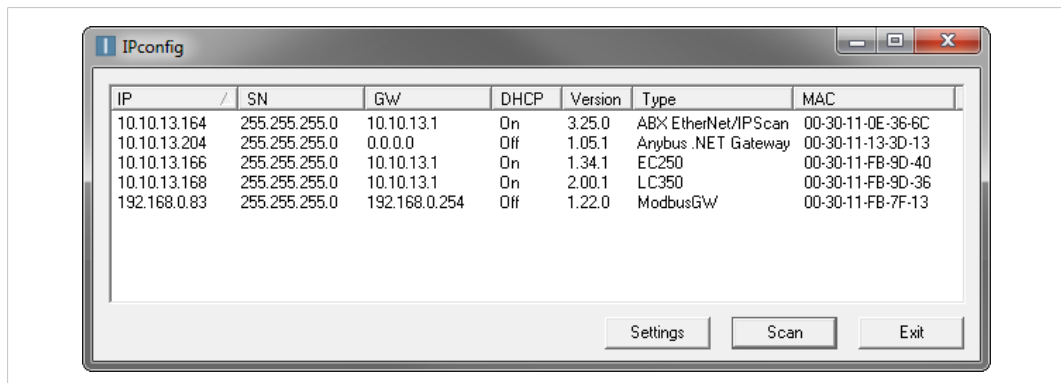 IPconfig
IP SN GW DHCP Version Type MAC
10.10.13.164 255.255.255.0 10.10.13.1 On 3.25.0 ABX EtherNet/IPScan 00-30-11-0E-36-6C
10.10.13.204 255.255.255.0 0.0.0.0 Off 1.05.1 Anybus .NET Gateway 00-30-11-13-3D-13
10.10.13.166 255.255.255.0 10.10.13.1 On 1.34.1 EC250 00-30-11-FB-9D-40
10.10.13.168 255.255.255.0 10.10.13.1 On 2.00.1 LC350 00-30-11-FB-9D-36
192.168.0.83 255.255.255.0 192.168.0.254 Off 1.22.0 ModbusGW 00-30-11-FB-7F-13
Settings Scan Exit